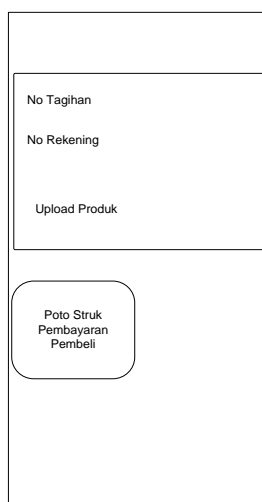 No Tagihan
No Rekening
Upload Produk
Poto Struk
Pembayaran
Pembeli